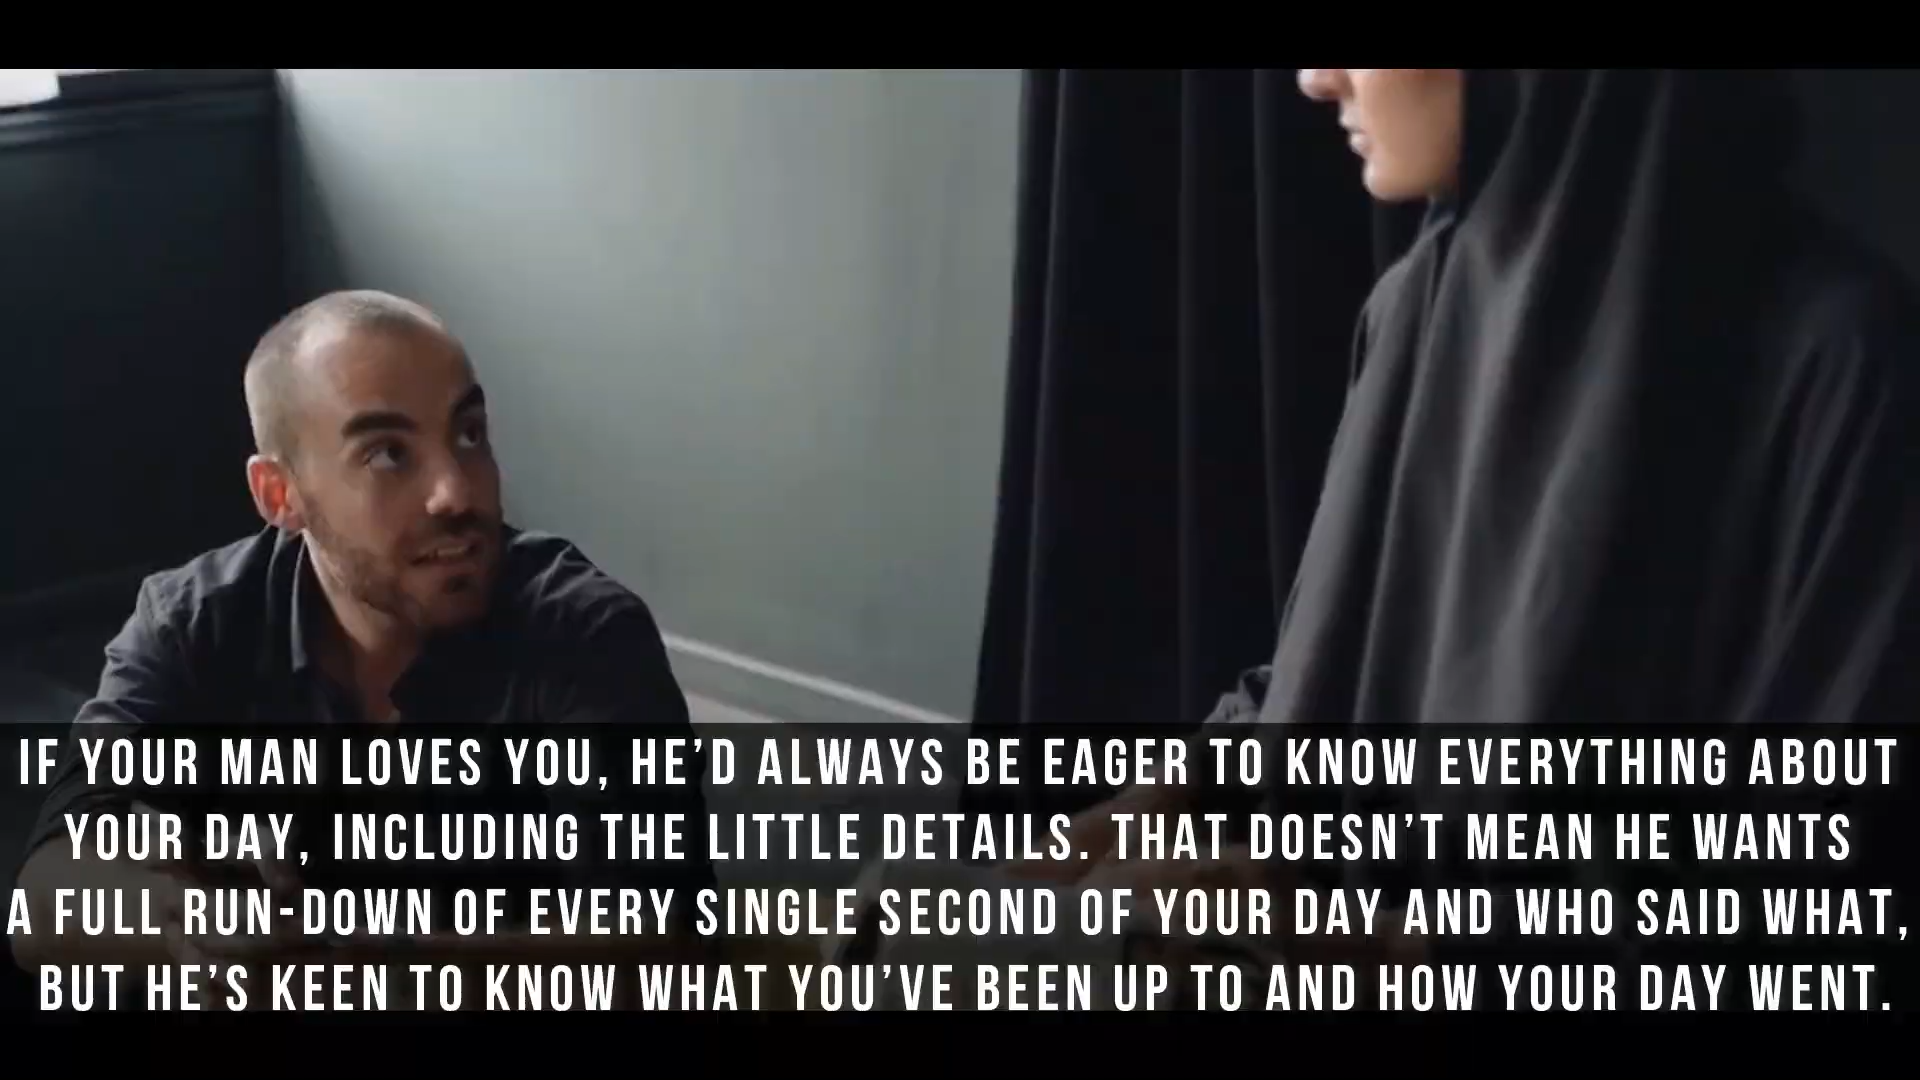 IF YOUR MAN LOVES YOU, HE’D ALWAYS BE EAGER TO KNOW EVERYTHING ABOUT
YOUR DAY, INCLUDING THE LITTLE DETAILS. THAT DOESN’T MEAN HE WANTS
A FULL RUN-DOWN OF EVERY SINGLE SECOND OF YOUR DAY AND WHO SAID WHAT,
BUT HE’S KEEN TO KNOW WHAT YOU’VE BEEN UP TO AND HOW YOUR DAY WENT.